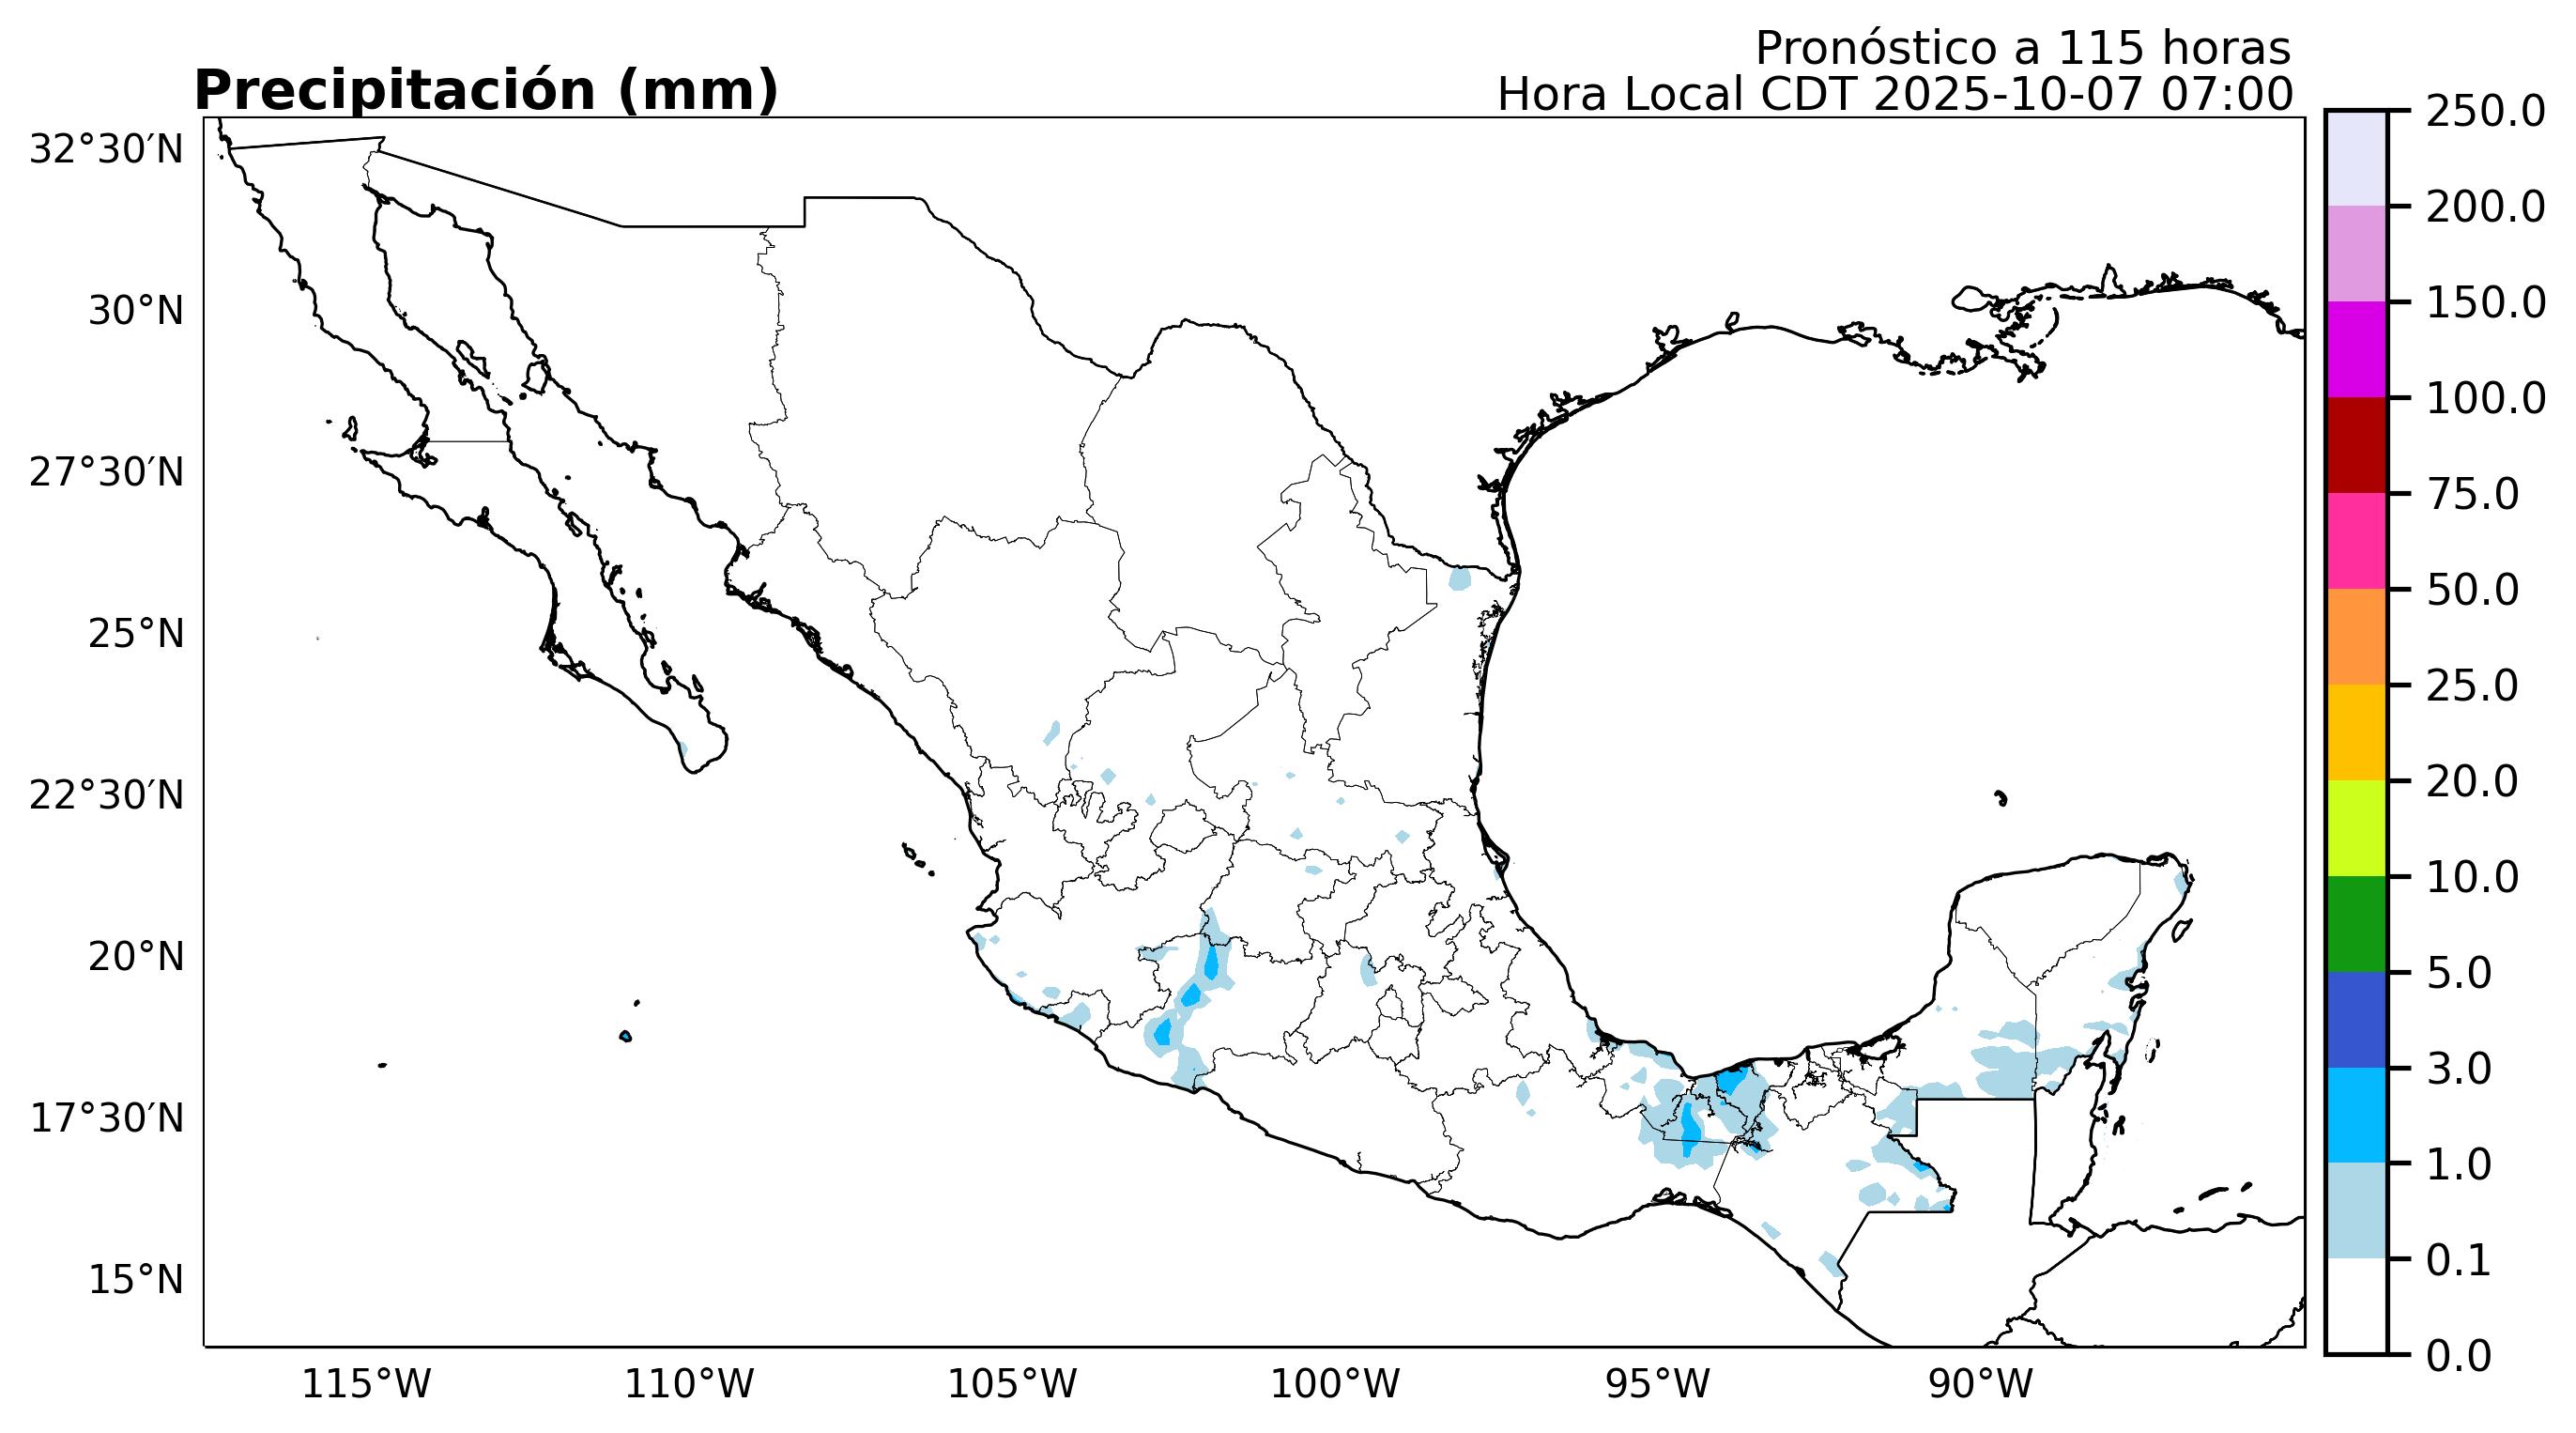 Pronóstico a 115 horas
Precipitación (mm)
Hora Local CDT 2025-10-07 07:00
32°30′N
30°N
27°30′N
25°N
22°30′N
20°N
17°30′N
15°N
115°W
110°W
105°W
100°W
95°W
90°W
250.0
200.0
150.0
100.0
75.0
50.0
25.0
20.0
10.0
5.0
3.0
1.0
0.1
0.0